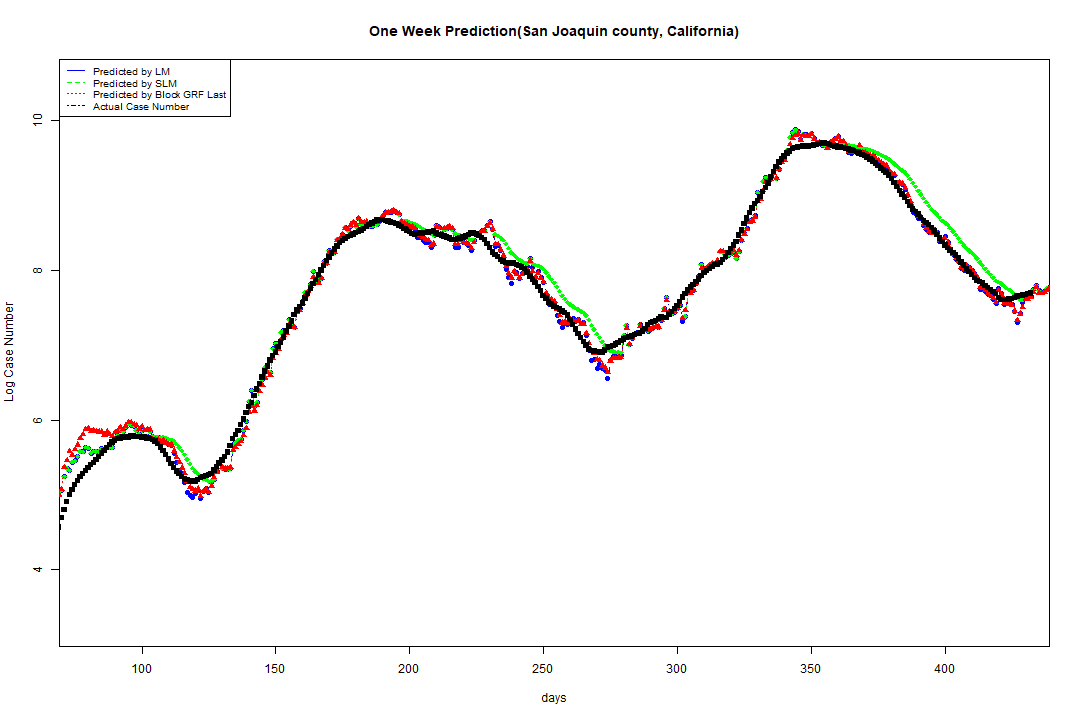 One Week Prediction(San Joaquin county, California)
Predicted by LM
Predicted by SLM
Predicted by Block GRF Last
Actual Case Number
10
8
6
4
Log Case Number
100 150 200 250 300 350 400
days